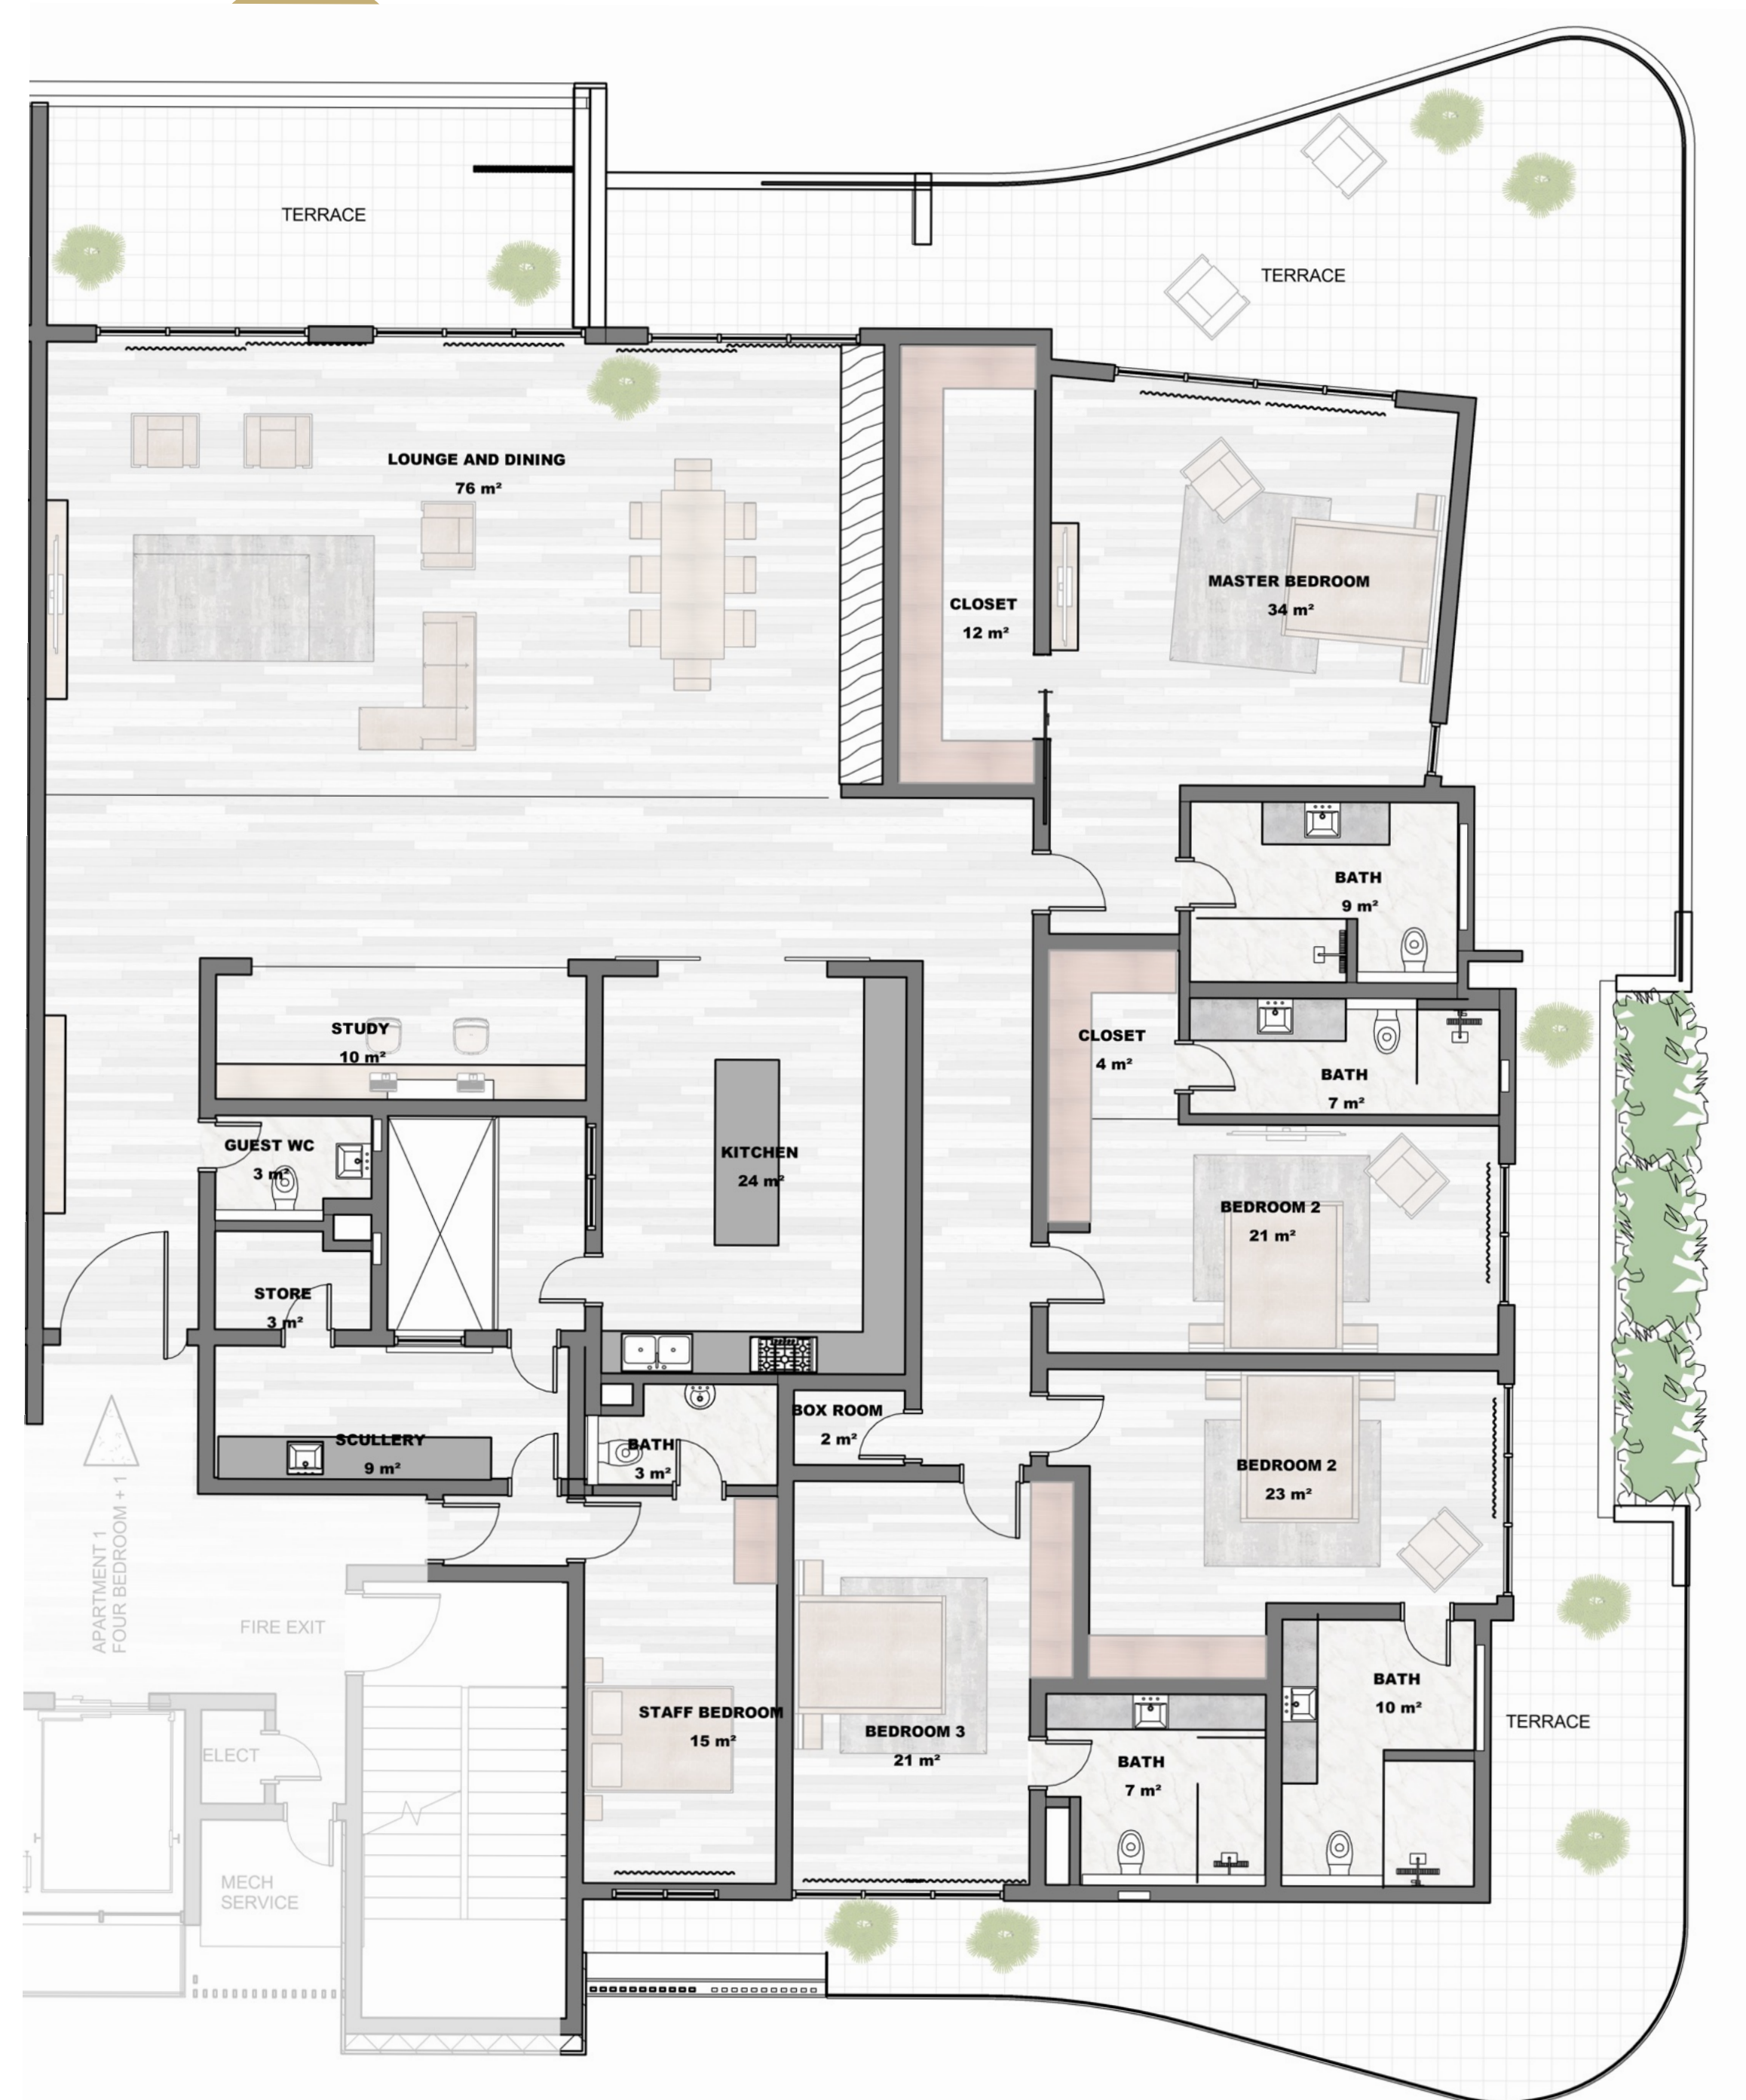 TERRACE
TERRACE
LOUNGE AND DINING
76 m²
MASTER BEDROOM
34 m²
CLOSET
12 m²
BATH
9 m²
STUDY
10 m²
CLOSET
4 m²
BATH
7 m²
GUEST WC
3 m²
KITCHEN
24 m²
BEDROOM 2
21 m²
STORE
3 m²
BOX ROOM
2 m²
SCULLERY
9 m²
BATH
3 m²
BEDROOM 2
23 m²
APARTMENT 1
FOUR BEDROOM + 1
FIRE EXIT
STAFF BEDROOM
15 m²
BEDROOM 3
21 m²
BATH
10 m²
TERRACE
BATH
7 m²
ELECT
MECH
SERVICE